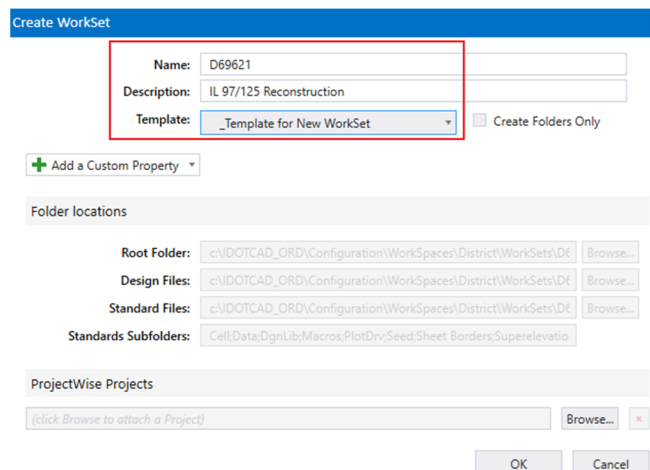 Create WorkSet
Name: D69621
Description: IL 97/125 Reconstruction
Template: _Template for New WorkSet Create Folders Only
Add a Custom Property
Folder locations
Root Folder: c:\IDOTCAD_ORD\Configuration\WorkSpaces\District\WorkSets\D6 Browse...
Design Files: c:\IDOTCAD_ORD\Configuration\WorkSpaces\District\WorkSets\D6 Browse...
Standard Files: c:\IDOTCAD_ORD\Configuration\WorkSpaces\District\WorkSets\D6 Browse...
Standards Subfolders: Cell;Data;DgnLib;Macros;PlotDrv;Seed;Sheet Borders;Superelevatio
ProjectWise Projects
(click Browse to attach a Project) Browse... ×
OK Cancel